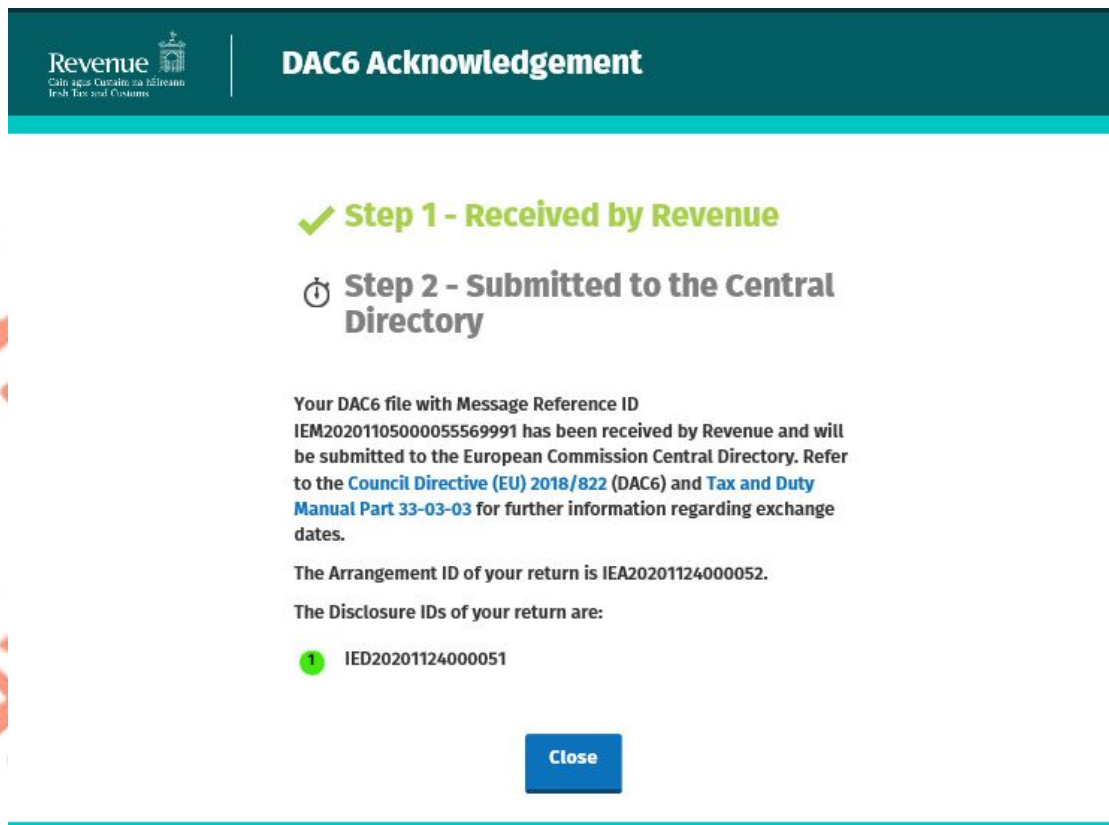 Revenue
Cáin agus Custaim na hÉireann
Irish Tax and Customs
DAC6 Acknowledgement
Step 1 - Received by Revenue
Step 2 - Submitted to the Central
Directory
Your DAC6 file with Message Reference ID
IEM20201105000055569991 has been received by Revenue and will
be submitted to the European Commission Central Directory. Refer
to the Council Directive (EU) 2018/822 (DAC6) and Tax and Duty
Manual Part 33-03-03 for further information regarding exchange
dates.
The Arrangement ID of your return is IEA20201124000052.
The Disclosure IDs of your return are:
1 IED20201124000051
Close